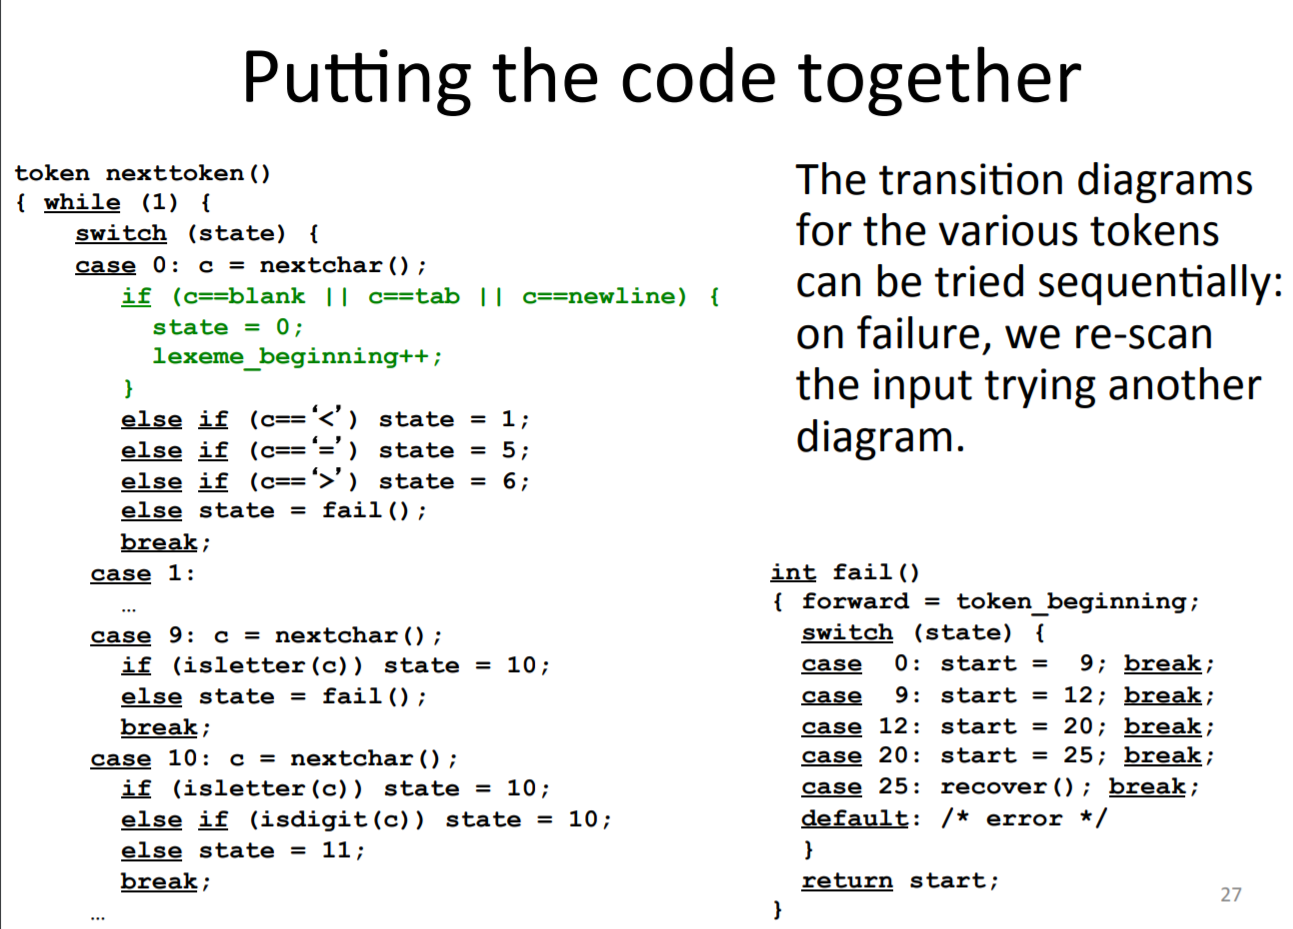 Putting the code together
token nexttoken()
{ while (1) {
switch (state) {
case 0: c = nextchar();
if (c==blank || c==tab || c==newline) {
state = 0;
lexeme_beginning++;
}
else if (c==‘<’) state = 1;
else if (c==‘=’) state = 5;
else if (c==‘>’) state = 6;
else state = fail();
break;
case 1:
…
case 9: c = nextchar();
if (isletter(c)) state = 10;
else state = fail();
break;
case 10: c = nextchar();
if (isletter(c)) state = 10;
else if (isdigit(c)) state = 10;
else state = 11;
break;
…
The transition diagrams
for the various tokens
can be tried sequentially:
on failure, we re-scan
the input trying another
diagram.
int fail()
{ forward = token_beginning;
switch (state) {
case 0: start = 9; break;
case 9: start = 12; break;
case 12: start = 20; break;
case 20: start = 25; break;
case 25: recover(); break;
default: /* error */
}
return start;
}
27